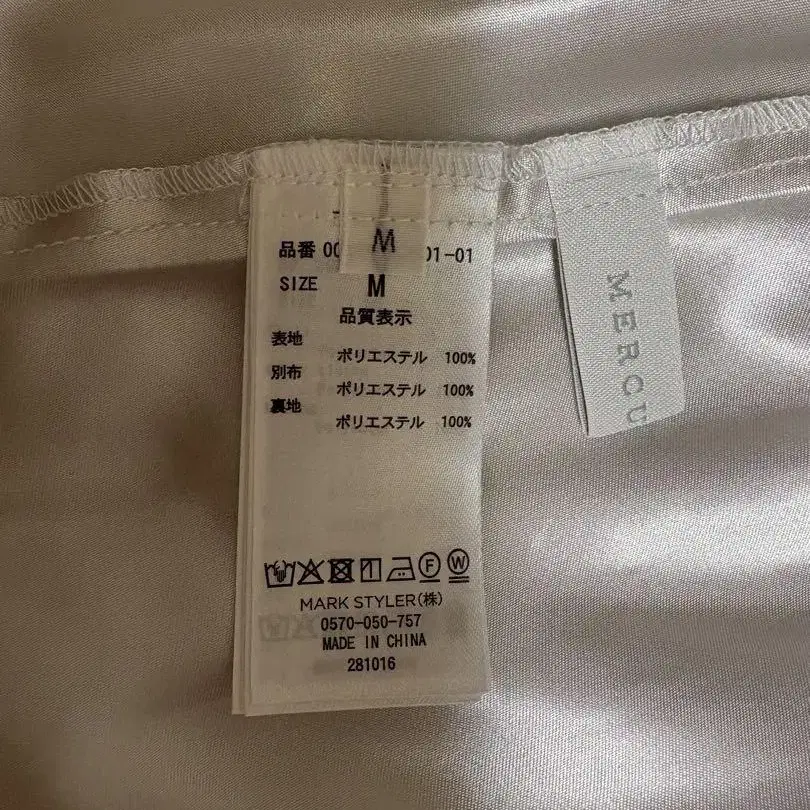 M
品番 00 01-01
SIZE M
品質表示
表地 ポリエステル 100%
別布 ポリエステル 100%
裏地 ポリエステル 100%
F W
MARK STYLER(株)
0570-050-757
MADE IN CHINA
281016
MERCU